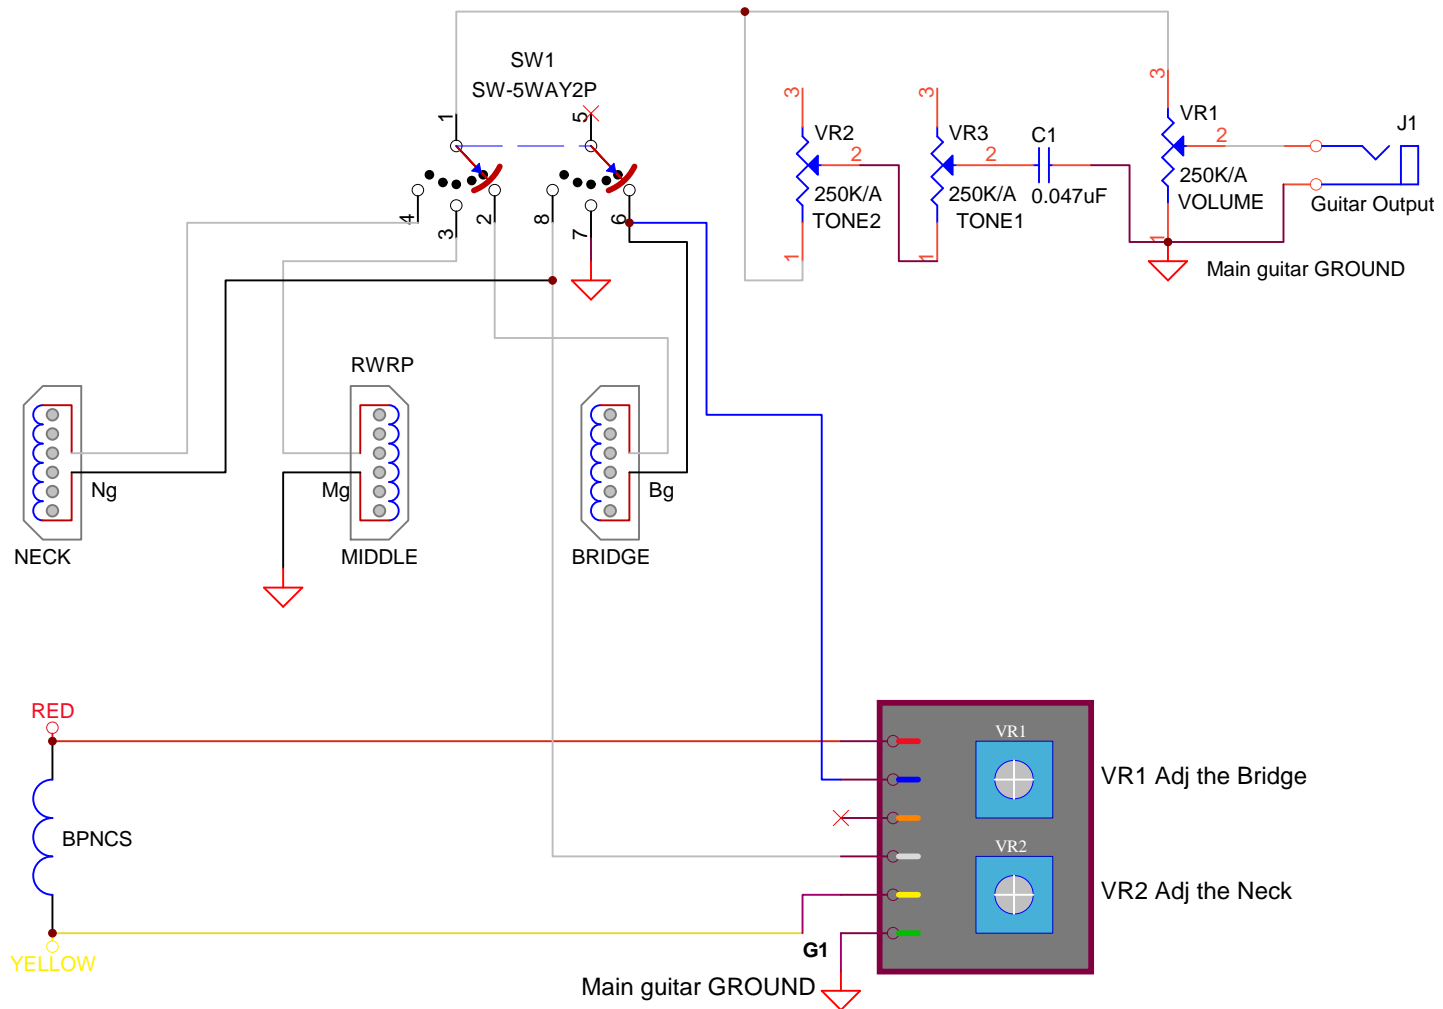 SW1
SW-5WAY2P
1
5
4
3
2
8
7
6
3
VR2
2
250K/A
TONE2
1
3
VR3
2
250K/A
TONE1
1
C1
0.047uF
3
VR1
2
250K/A
VOLUME
1
J1
Guitar Output
Main guitar GROUND
RWRP
Ng
Mg
Bg
NECK
MIDDLE
BRIDGE
RED
BPNCS
YELLOW
VR1
VR1 Adj the Bridge
VR2
VR2 Adj the Neck
G1
Main guitar GROUND